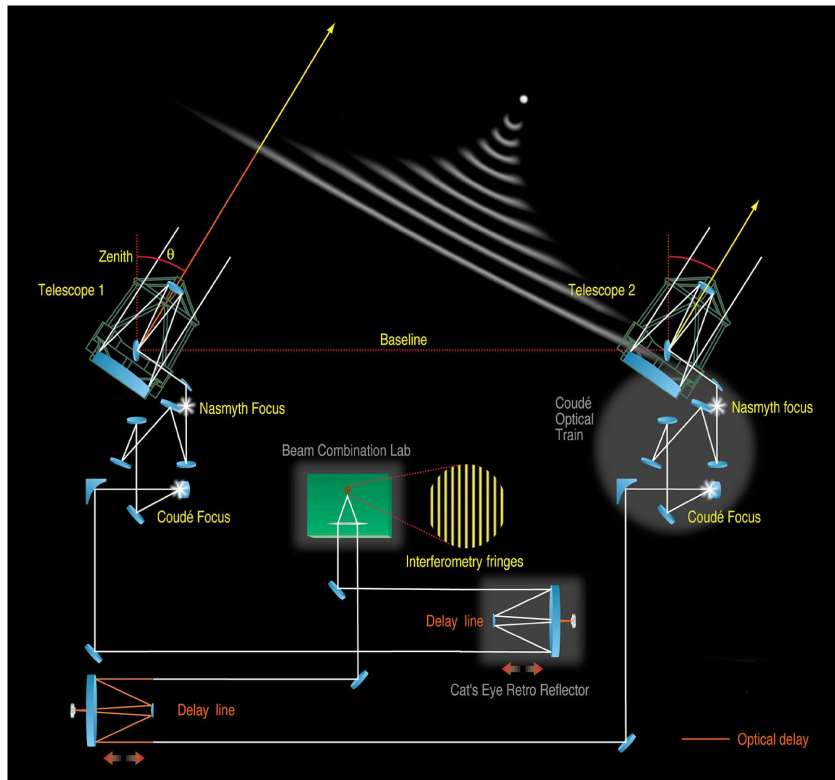 Zenith
θ
Telescope 1
Telescope 2
Baseline
Nasmyth Focus
Coudé
Optical
Train
Nasmyth focus
Beam Combination Lab
Coudé Focus
Coudé Focus
Interferometry fringes
Delay line
Cat's Eye Retro Reflector
Delay line
Optical delay